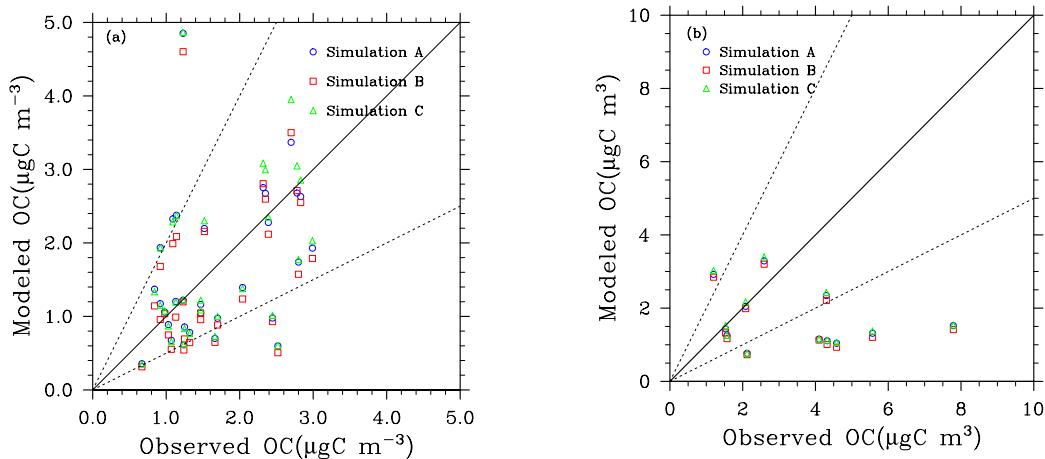 (a)
Simulation A
Simulation B
Simulation C
5.0
4.0
3.0
2.0
1.0
0.0
Modeled OC(μgC m⁻³)
0.0 1.0 2.0 3.0 4.0 5.0
Observed OC(μgC m⁻³)
(b)
Simulation A
Simulation B
Simulation C
10
8
6
4
2
0
Modeled OC(μgC m³)
0 2 4 6 8 10
Observed OC(μgC m³)